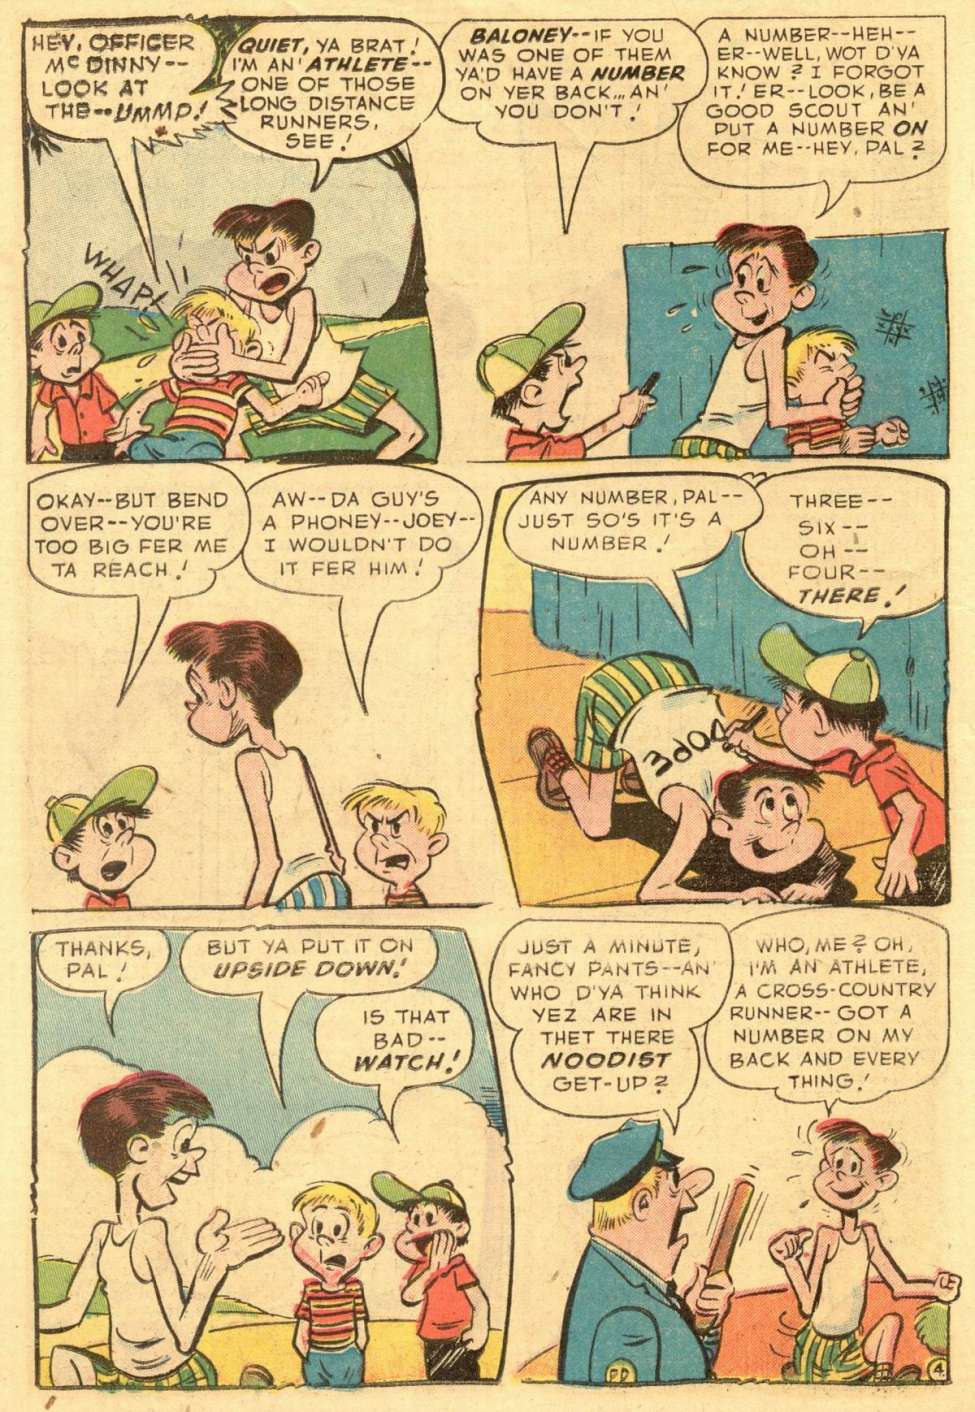 HEY, OFFICER
MCDINNY--
LOOK AT
THE--UMMP!
QUIET, YA BRAT!
I'M AN' ATHLETE--
ONE OF THOSE
LONG DISTANCE
RUNNERS,
SEE!
WHAP!
BALONEY--IF YOU
WAS ONE OF THEM
YA'D HAVE A NUMBER
ON YER BACK...AN'
YOU DON'T!
A NUMBER--HEH--
ER--WELL, WOT D'YA
KNOW? I FORGOT
IT! ER--LOOK, BE A
GOOD SCOUT AN'
PUT A NUMBER ON
FOR ME--HEY, PAL?
OKAY--BUT BEND
OVER--YOU'RE
TOO BIG FER ME
TA REACH!
AW--DA GUY'S
A PHONEY--JOEY--
I WOULDN'T DO
IT FER HIM!
ANY NUMBER, PAL--
JUST SO'S IT'S A
NUMBER!
THREE--
SIX--
OH--
FOUR--
THERE!
3604
THANKS,
PAL!
BUT YA PUT IT ON
UPSIDE DOWN!
IS THAT
BAD--
WATCH!
JUST A MINUTE,
FANCY PANTS--AN'
WHO D'YA THINK
YEZ ARE IN
THET THERE
NOODIST
GET-UP?
WHO, ME? OH,
I'M AN ATHLETE,
A CROSS-COUNTRY
RUNNER--GOT A
NUMBER ON MY
BACK AND EVERY
THING!
PD
4